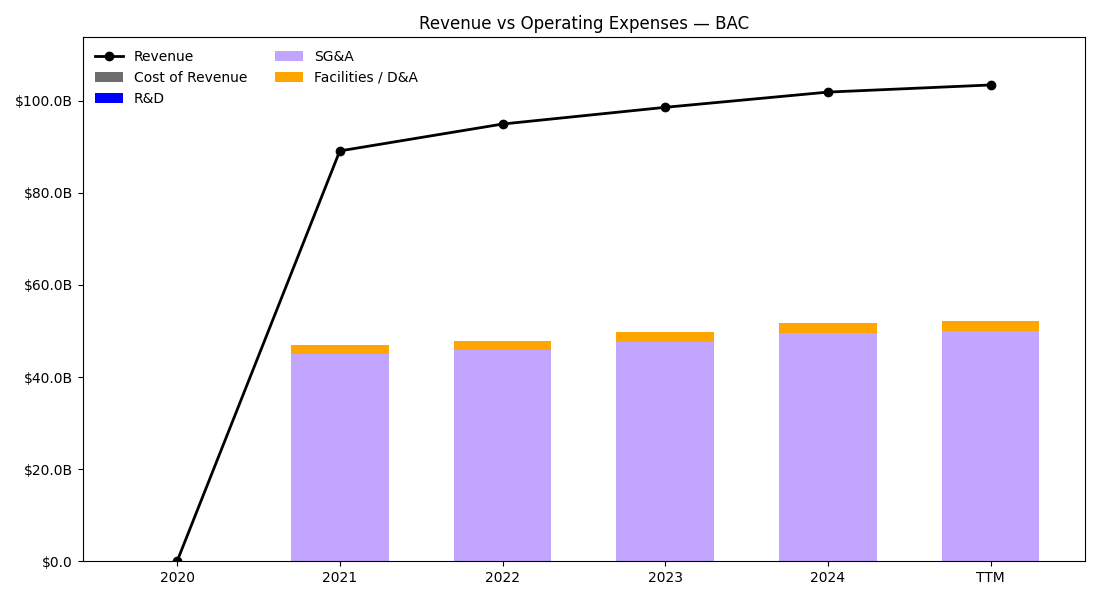 Revenue vs Operating Expenses — BAC
Revenue
Cost of Revenue
R&D
SG&A
Facilities / D&A
$100.0B
$80.0B
$60.0B
$40.0B
$20.0B
$0.0
2020 2021 2022 2023 2024 TTM